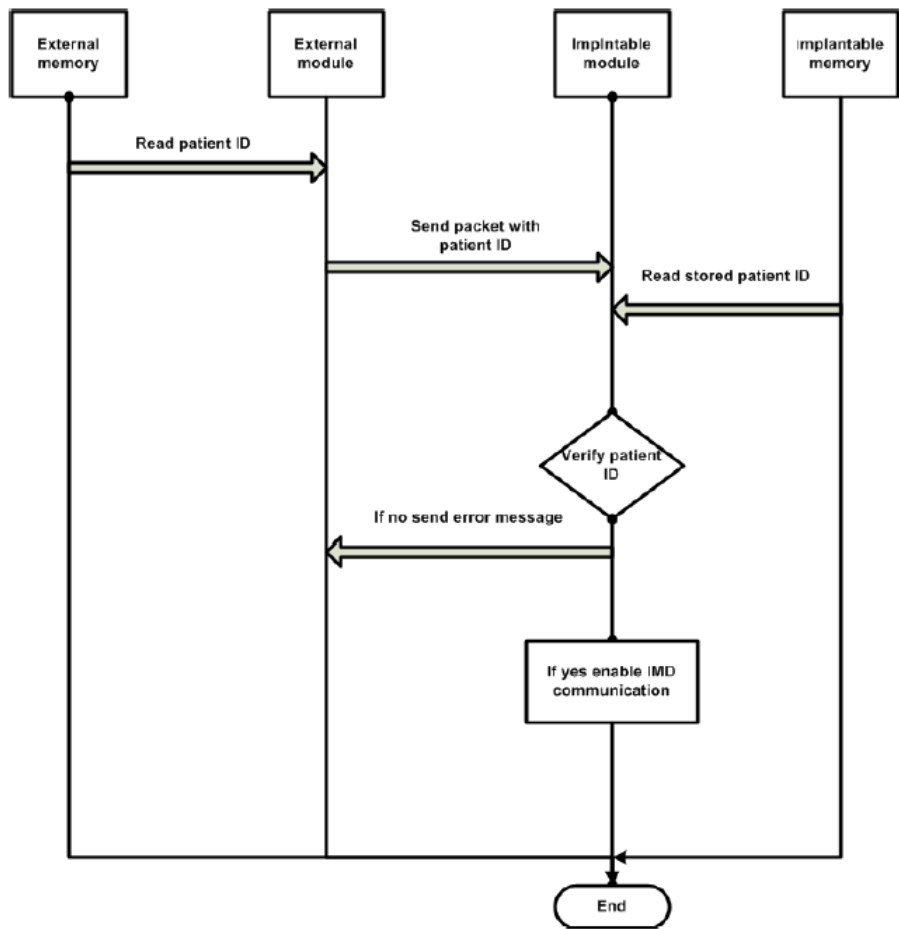 External
memory
External
module
Implntable
module
Implantable
memory
Read patient ID
Send packet with
patient ID
Read stored patient ID
Verify patient
ID
If no send error message
If yes enable IMD
communication
End